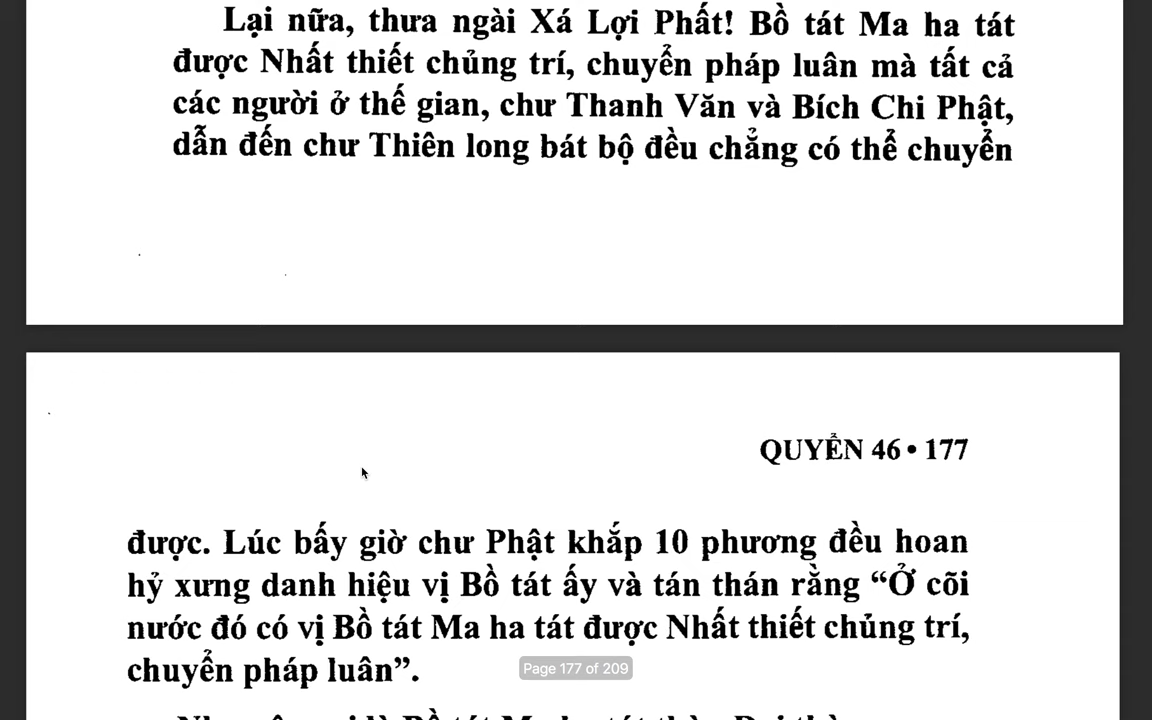 Lại nữa, thưa ngài Xá Lợi Phất! Bồ tát Ma ha tát
được Nhất thiết chủng trí, chuyển pháp luân mà tất cả
các người ở thế gian, chư Thanh Văn và Bích Chi Phật,
dẫn đến chư Thiên long bát bộ đều chẳng có thể chuyển
QUYỂN 46 • 177
được. Lúc bấy giờ chư Phật khắp 10 phương đều hoan
hỷ xưng danh hiệu vị Bồ tát ấy và tán thán rằng “Ở cõi
nước đó có vị Bồ tát Ma ha tát được Nhất thiết chủng trí,
chuyển pháp luân”.
Page 177 of 209